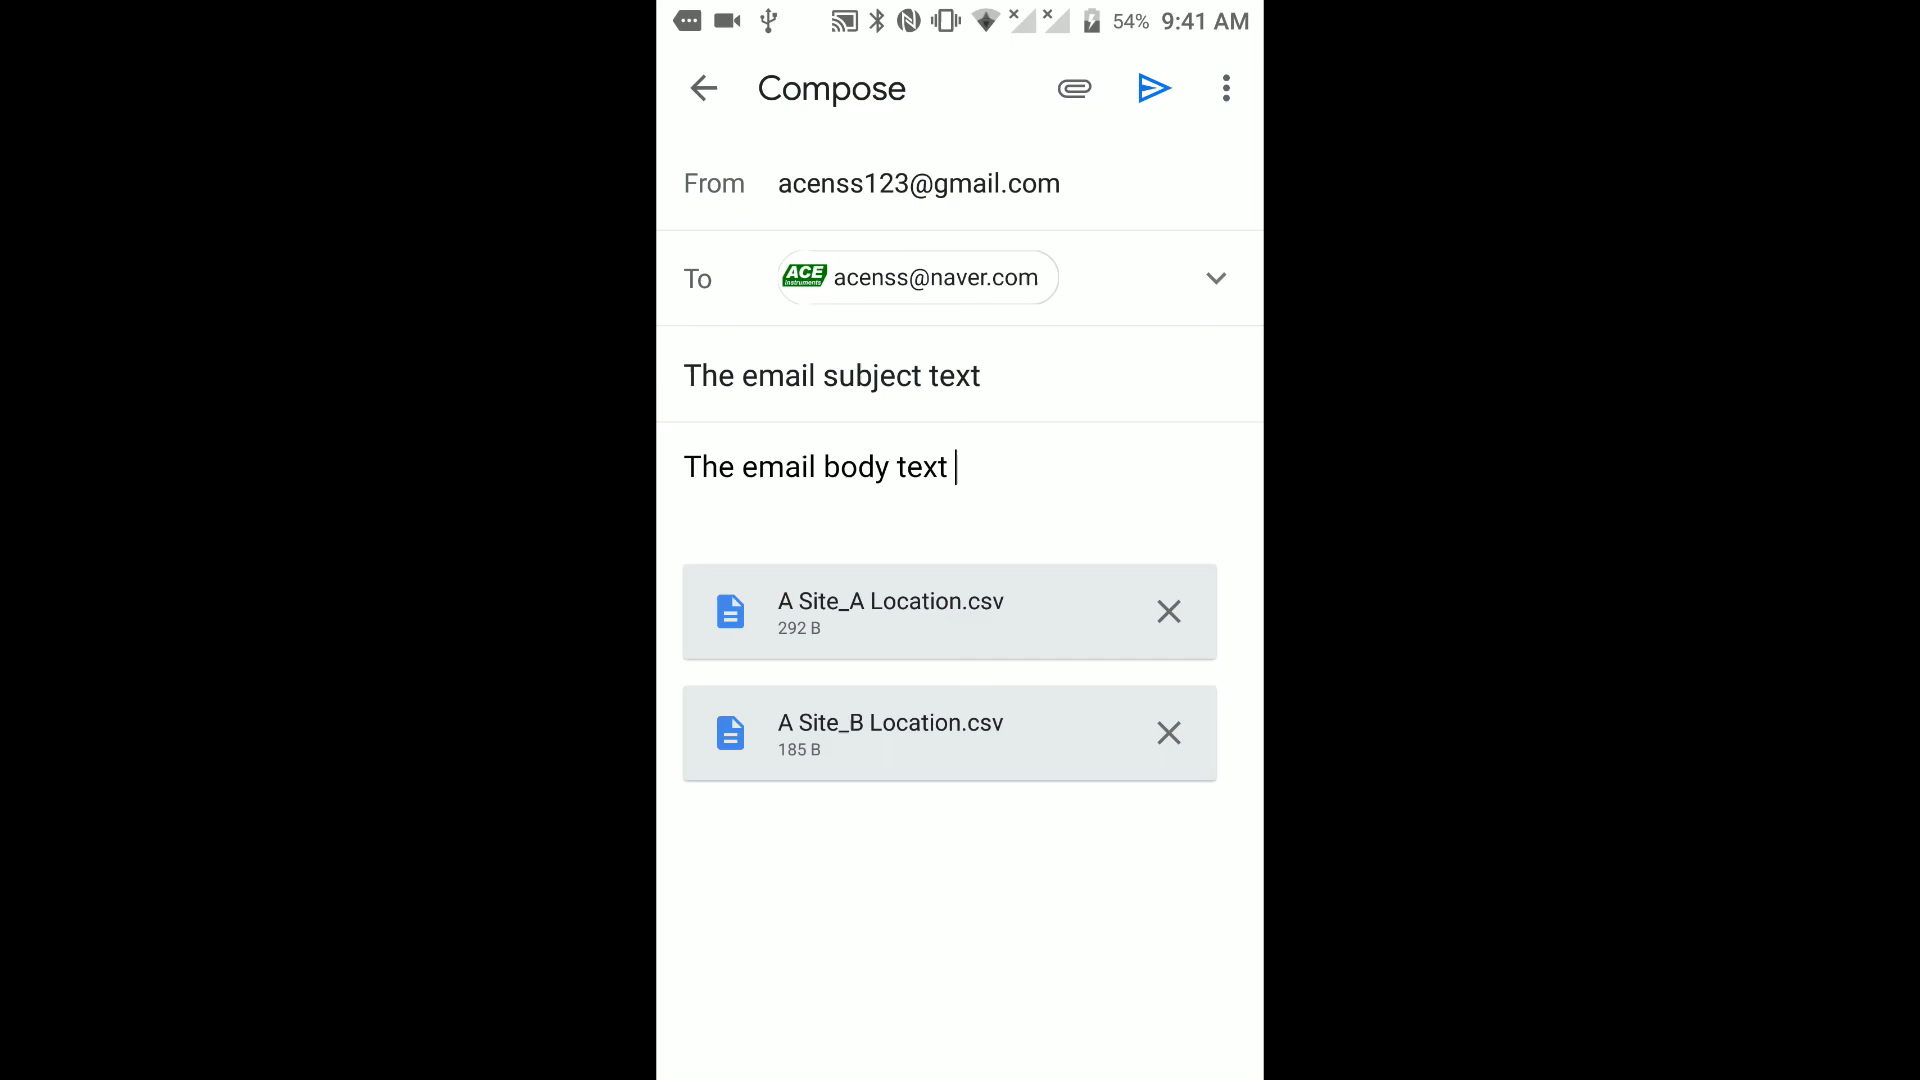 54% 9:41 AM
Compose
From acenss123@gmail.com
To ACE instruments acenss@naver.com
The email subject text
The email body text
A Site_A Location.csv
292 B
A Site_B Location.csv
185 B